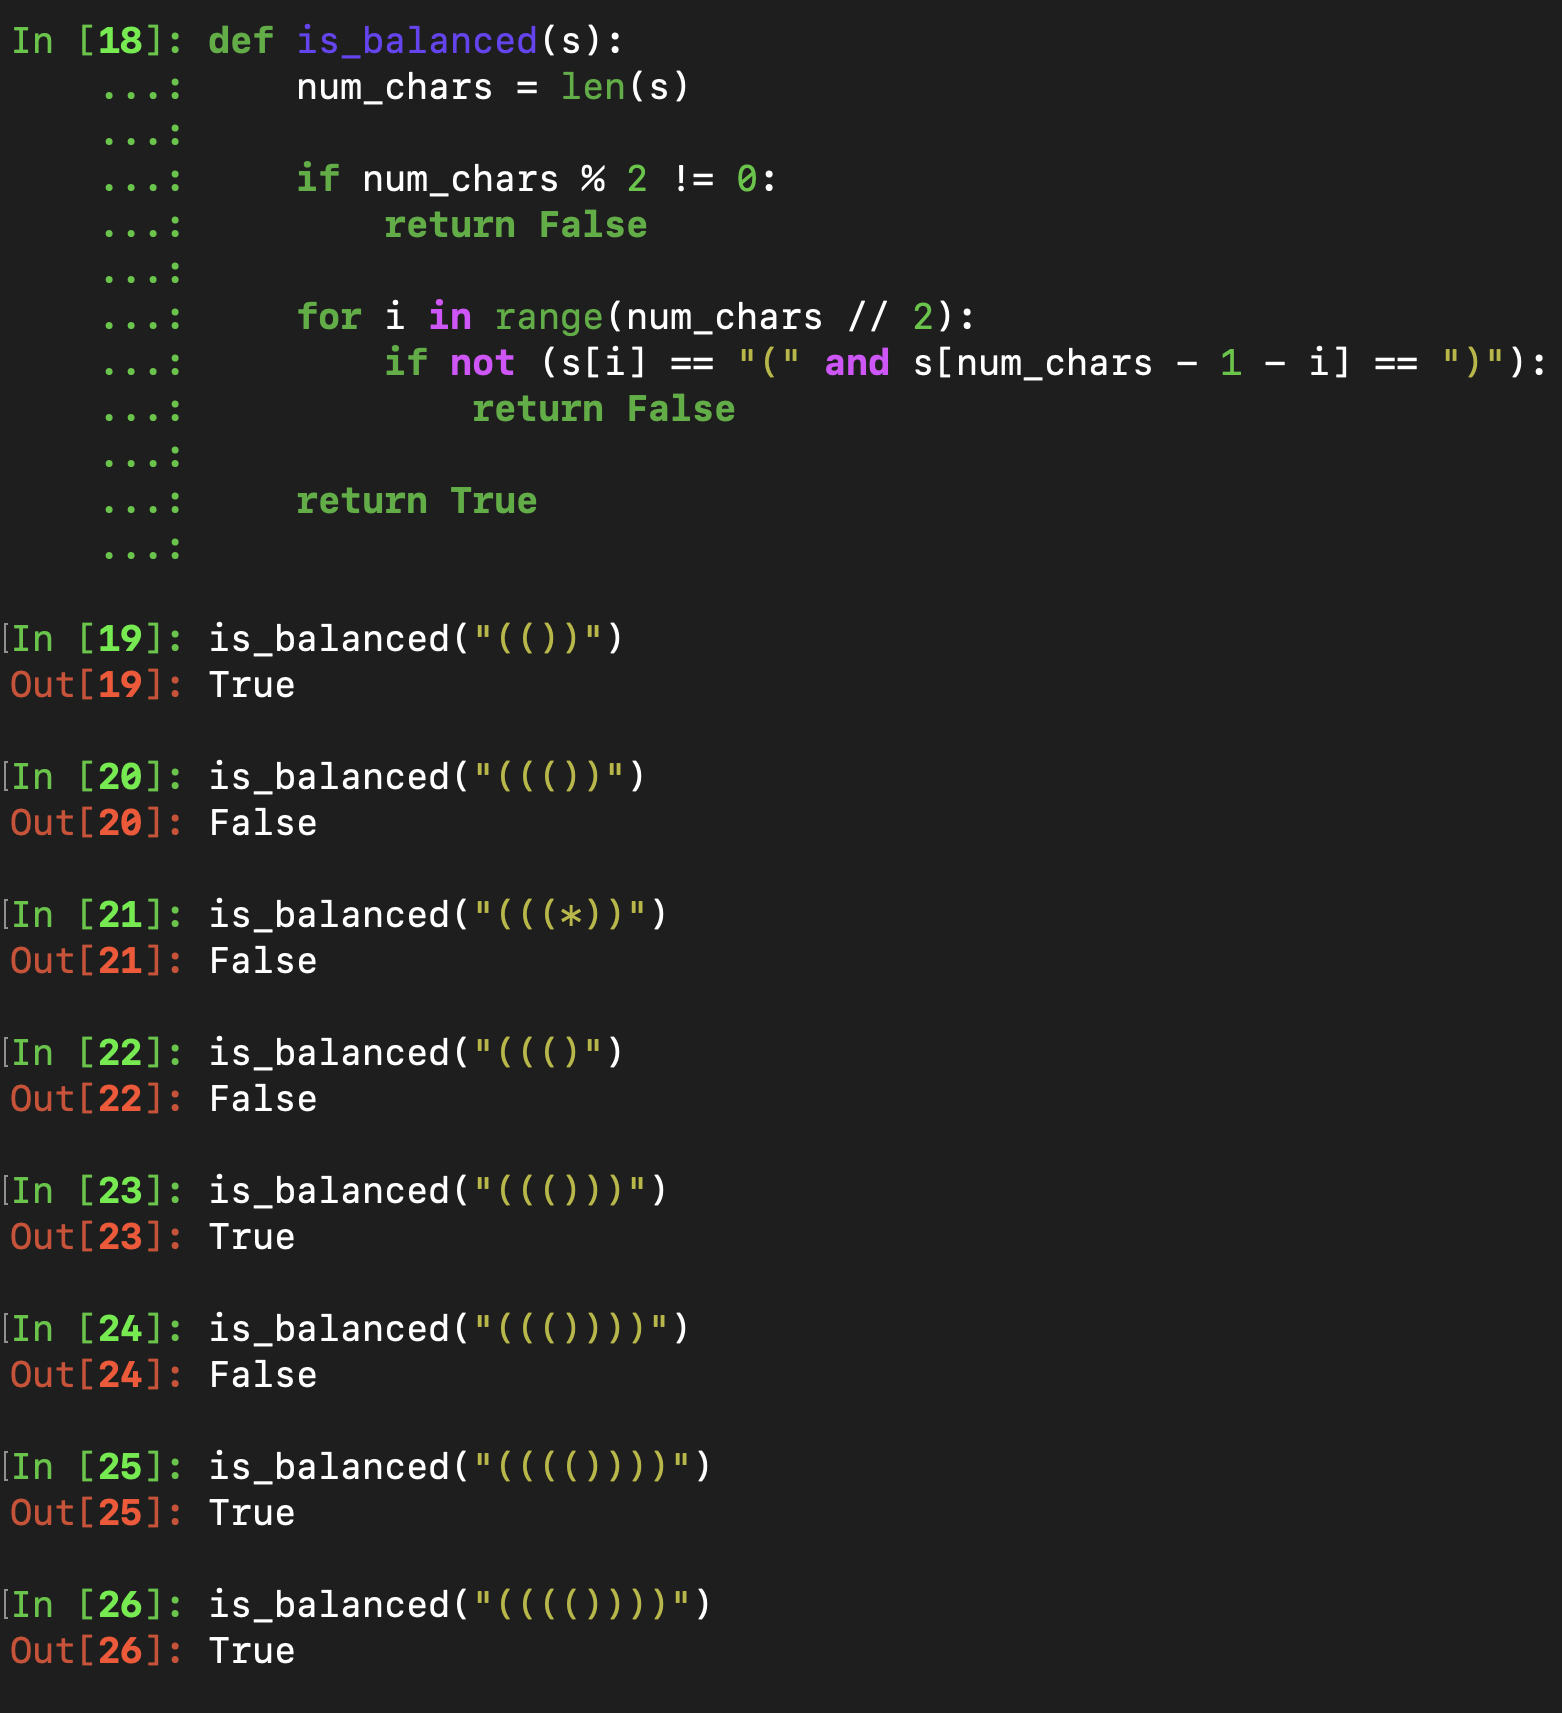 In [18]: def is_balanced(s):
    ...:     num_chars = len(s)
    ...:
    ...:     if num_chars % 2 != 0:
    ...:         return False
    ...:
    ...:     for i in range(num_chars // 2):
    ...:         if not (s[i] == "(" and s[num_chars - 1 - i] == ")"):
    ...:             return False
    ...:
    ...:     return True
    ...:
[In [19]: is_balanced("(())")
Out[19]: True
[In [20]: is_balanced("((())")
Out[20]: False
[In [21]: is_balanced("(((*))")
Out[21]: False
[In [22]: is_balanced("((()")
Out[22]: False
[In [23]: is_balanced("((()))")
Out[23]: True
[In [24]: is_balanced("((())))")
Out[24]: False
[In [25]: is_balanced("(((())))")
Out[25]: True
[In [26]: is_balanced("(((())))")
Out[26]: True